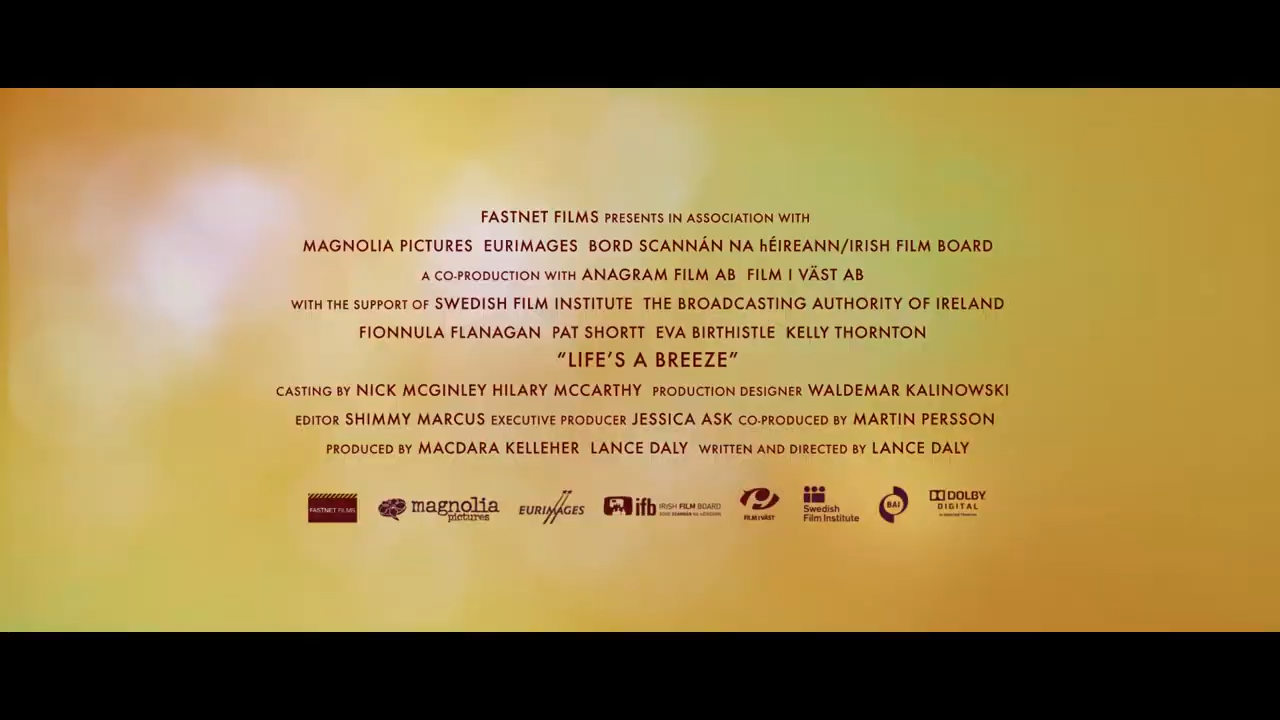 FASTNET FILMS PRESENTS IN ASSOCIATION WITH
MAGNOLIA PICTURES EURIMAGES BORD SCANNÁN NA hÉIREANN/IRISH FILM BOARD
A CO-PRODUCTION WITH ANAGRAM FILM AB FILM I VÄST AB
WITH THE SUPPORT OF SWEDISH FILM INSTITUTE THE BROADCASTING AUTHORITY OF IRELAND
FIONNULA FLANAGAN PAT SHORTT EVA BIRTHISTLE KELLY THORNTON
“LIFE’S A BREEZE”
CASTING BY NICK MCGINLEY HILARY MCCARTHY PRODUCTION DESIGNER WALDEMAR KALINOWSKI
EDITOR SHIMMY MARCUS EXECUTIVE PRODUCER JESSICA ASK CO-PRODUCED BY MARTIN PERSSON
PRODUCED BY MACDARA KELLEHER LANCE DALY WRITTEN AND DIRECTED BY LANCE DALY
FASTNET FILMS
magnolia
pictures
EURIMAGES
ifb IRISH FILM BOARD
FILM I VÄST
Swedish
Film Institute
BAI
DOLBY
DIGITAL